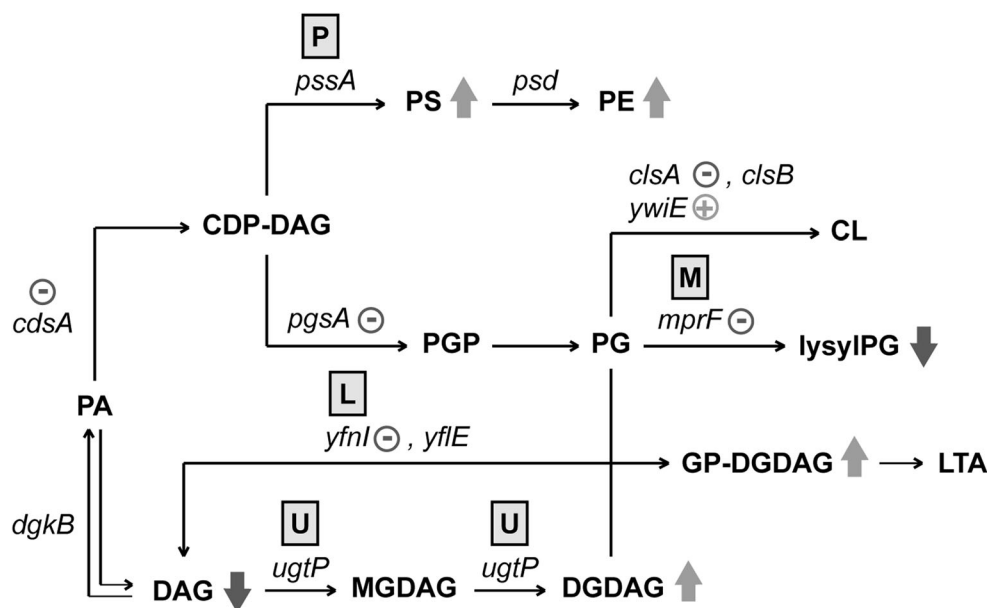 P
pssA
PS
psd
PE
clsA ⊖ , clsB
ywiE ⊕
CDP-DAG
CL
M
⊖
cdsA
pgsA ⊖
PGP
PG
mprF ⊖
lysylPG
L
PA
yfnI ⊖ , yflE
GP-DGDAG
LTA
dgkB
U
U
ugtP
ugtP
DAG
MGDAG
DGDAG